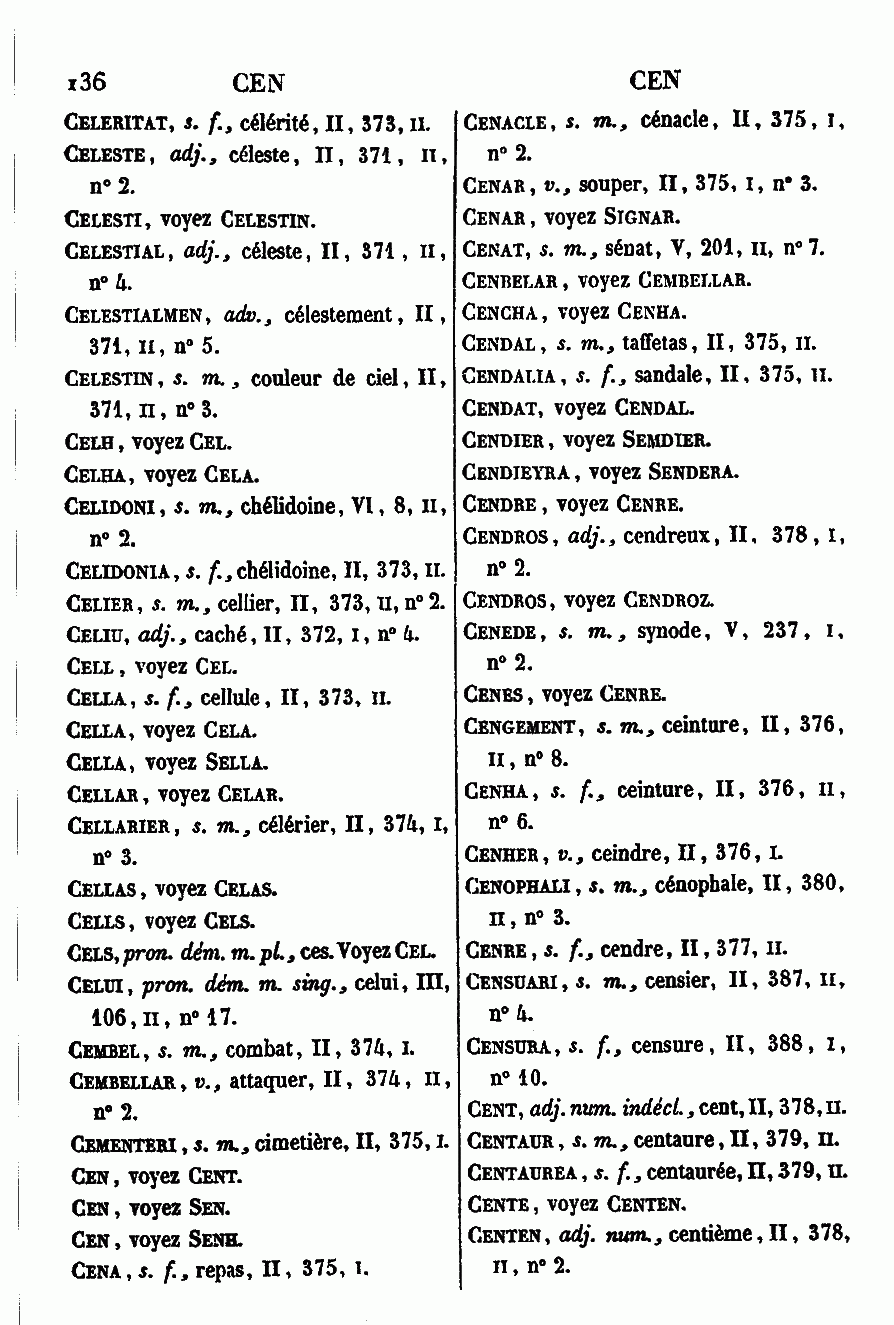 136 CEN CEN
CELERITAT, s. f., célérité, II, 373, II.
CELESTE, adj., céleste, II, 371, II,
n° 2.
CELESTI, voyez CELESTIN.
CELESTIAL, adj., céleste, II, 371, II,
n° 4.
CELESTIALMEN, adv., célestement, II,
371, II, n° 5.
CELESTIN, s. m., couleur de ciel, II,
371, II, n° 3.
CELH, voyez CEL.
CELHA, voyez CELA.
CELIDONI, s. m., chélidoine, VI, 8, II,
n° 2.
CELIDONIA, s. f., chélidoine, II, 373, II.
CELIER, s. m., cellier, II, 373, II, n° 2.
CELIU, adj., caché, II, 372, I, n° 4.
CELL, voyez CEL.
CELLA, s. f., cellule, II, 373, II.
CELLA, voyez CELA.
CELLA, voyez SELLA.
CELLAR, voyez CELAR.
CELLARIER, s. m., célérier, II, 374, I,
n° 3.
CELLAS, voyez CELAS.
CELLS, voyez CELS.
CELS, pron. dém. m. pl., ces. Voyez CEL.
CELUI, pron. dém. m. sing., celui, III,
106, II, n° 17.
CEMBEL, s. m., combat, II, 374, I.
CEMBELLAR, v., attaquer, II, 374, II,
n° 2.
CEMENTERI, s. m., cimetière, II, 375, I.
CEN, voyez CENT.
CEN, voyez SEN.
CEN, voyez SENH.
CENA, s. f., repas, II, 375, I.
CENACLE, s. m., cénacle, II, 375, I,
n° 2.
CENAR, v., souper, II, 375, I, n° 3.
CENAR, voyez SIGNAR.
CENAT, s. m., sénat, V, 201, II, n° 7.
CENBELAR, voyez CEMBELLAR.
CENCHA, voyez CENHA.
CENDAL, s. m., taffetas, II, 375, II.
CENDALIA, s. f., sandale, II, 375, II.
CENDAT, voyez CENDAL.
CENDIER, voyez SEMDIER.
CENDIEYRA, voyez SENDERA.
CENDRE, voyez CENRE.
CENDROS, adj., cendreux, II, 378, I,
n° 2.
CENDROS, voyez CENDROZ.
CENEDE, s. m., synode, V, 237, I,
n° 2.
CENES, voyez CENRE.
CENGEMENT, s. m., ceinture, II, 376,
II, n° 8.
CENHA, s. f., ceinture, II, 376, II,
n° 6.
CENHER, v., ceindre, II, 376, I.
CENOPHALI, s. m., cénophale, II, 380,
II, n° 3.
CENRE, s. f., cendre, II, 377, II.
CENSUARI, s. m., censier, II, 387, II,
n° 4.
CENSURA, s. f., censure, II, 388, I,
n° 10.
CENT, adj. num. indécl., cent, II, 378, II.
CENTAUR, s. m., centaure, II, 379, II.
CENTAUREA, s. f., centaurée, II, 379, II.
CENTE, voyez CENTEN.
CENTEN, adj. num., centième, II, 378,
II, n° 2.